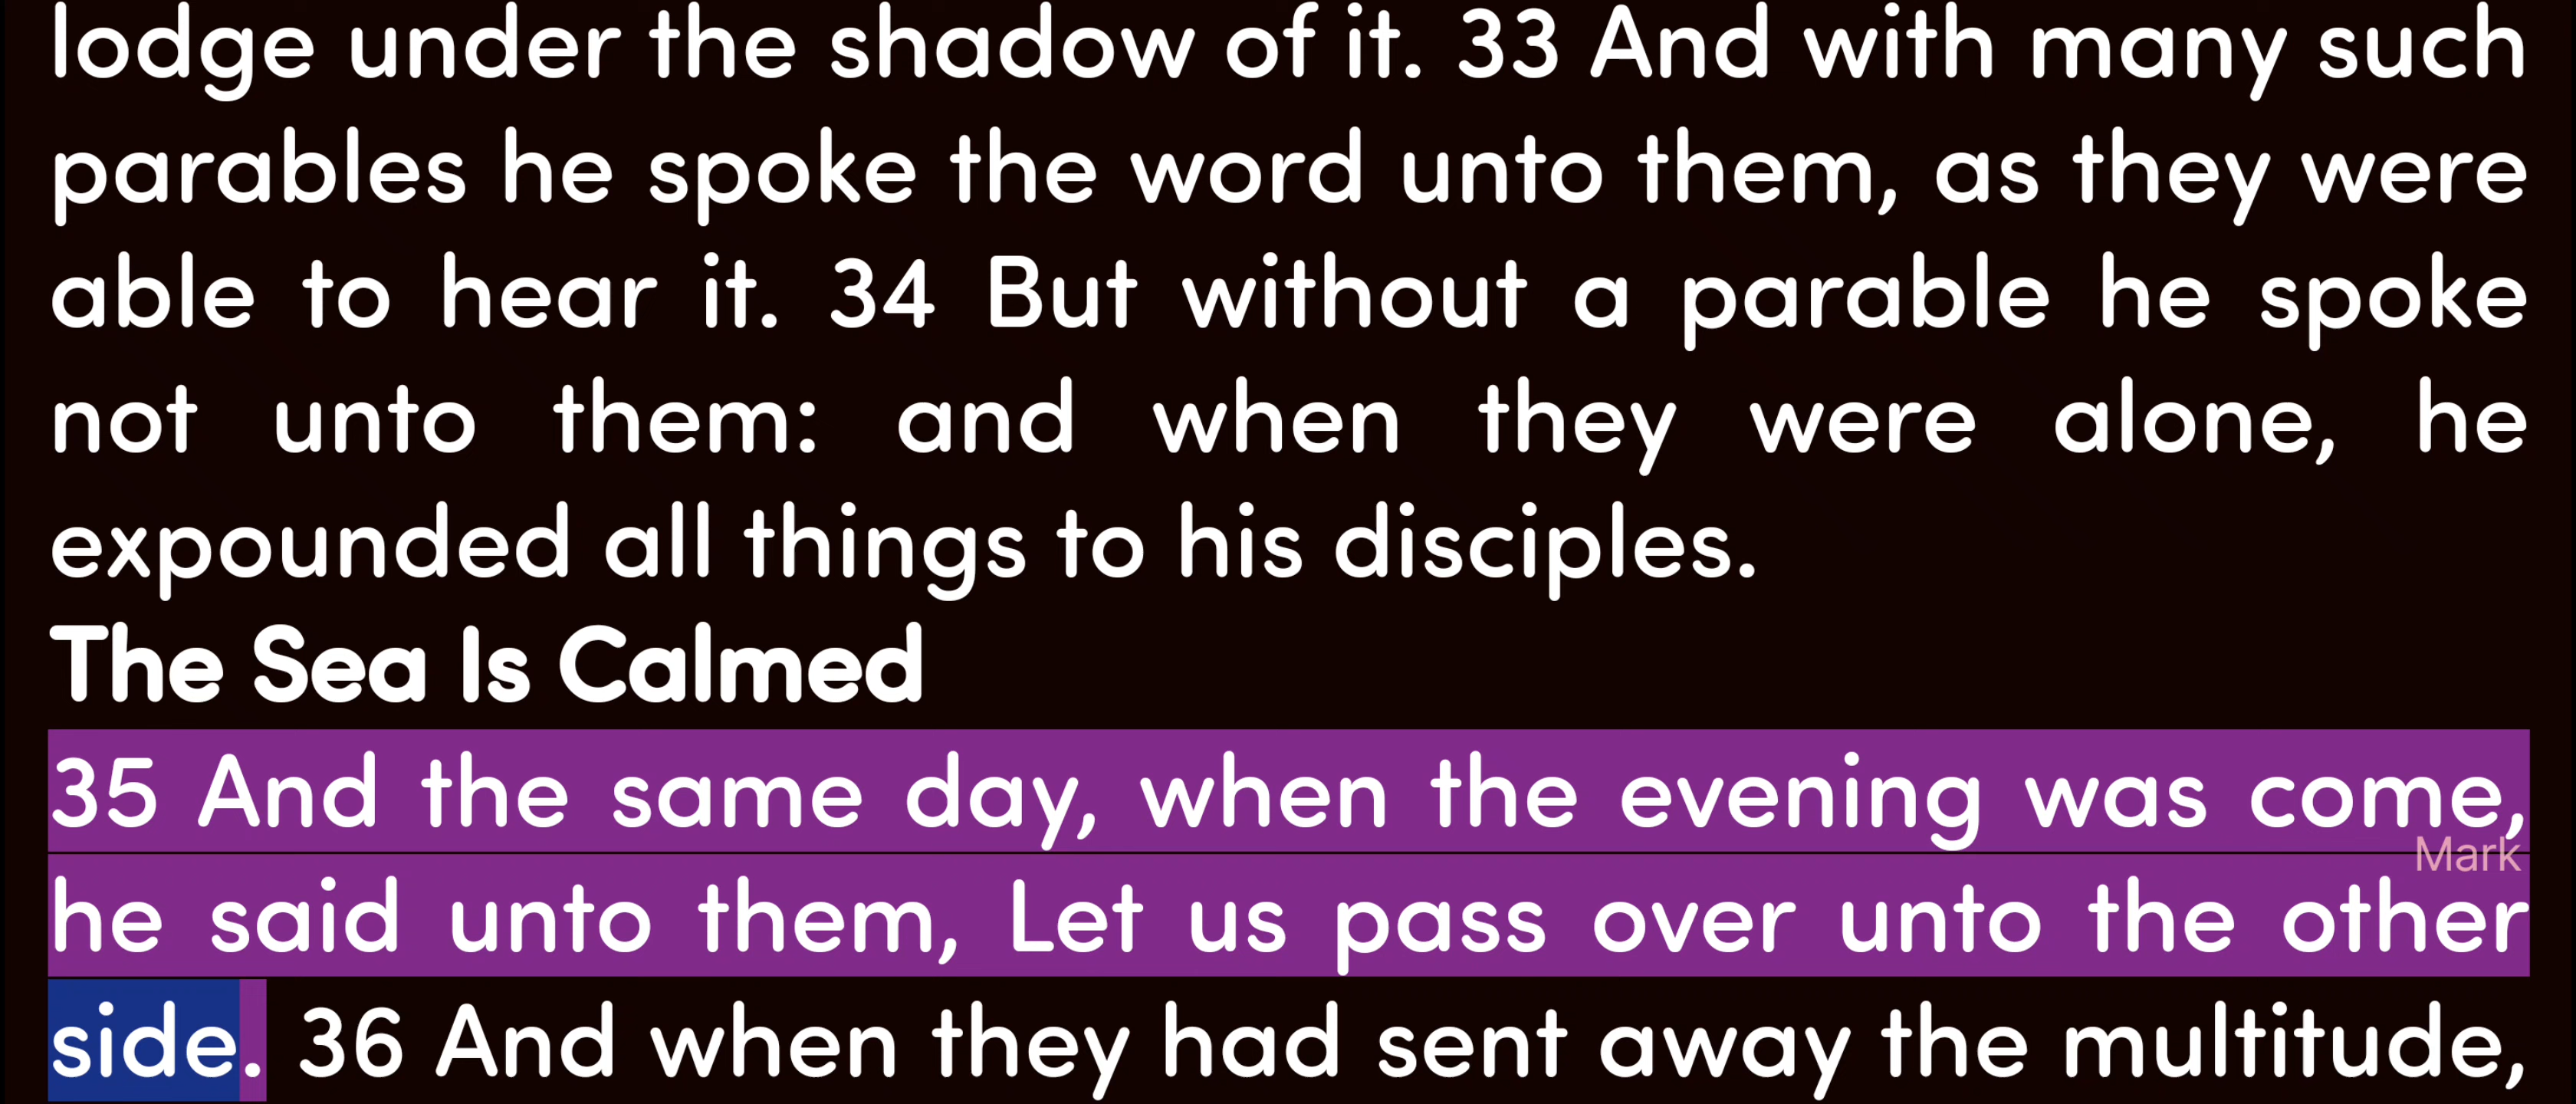 lodge under the shadow of it. 33 And with many such
parables he spoke the word unto them, as they were
able to hear it. 34 But without a parable he spoke
not unto them: and when they were alone, he
expounded all things to his disciples.
The Sea Is Calmed
35 And the same day, when the evening was come,
Mark
he said unto them, Let us pass over unto the other
side. 36 And when they had sent away the multitude,